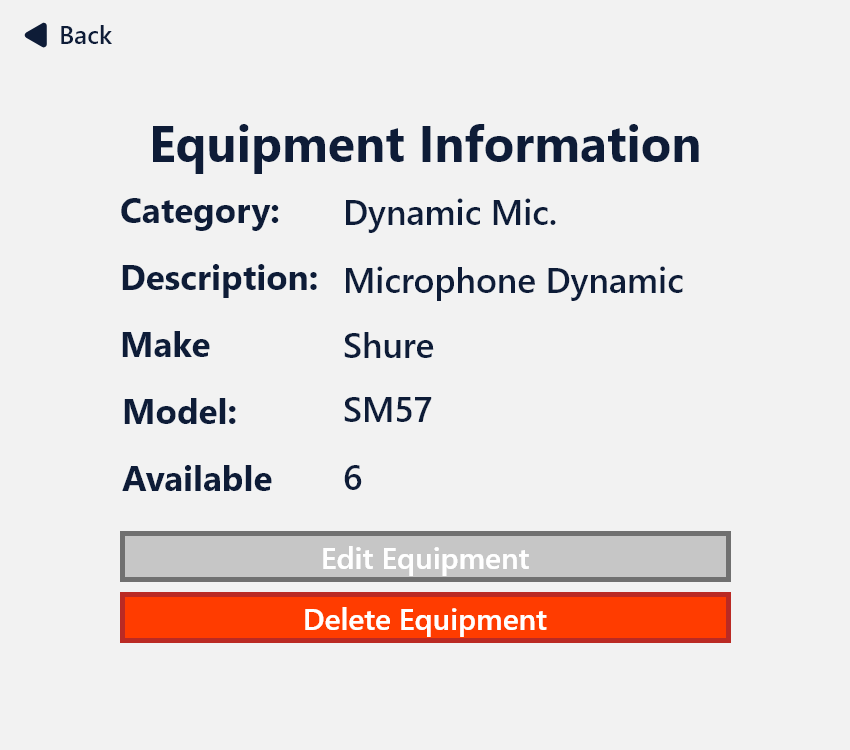 Back
Equipment Information
Category: Dynamic Mic.
Description: Microphone Dynamic
Make Shure
Model: SM57
Available 6
Edit Equipment
Delete Equipment